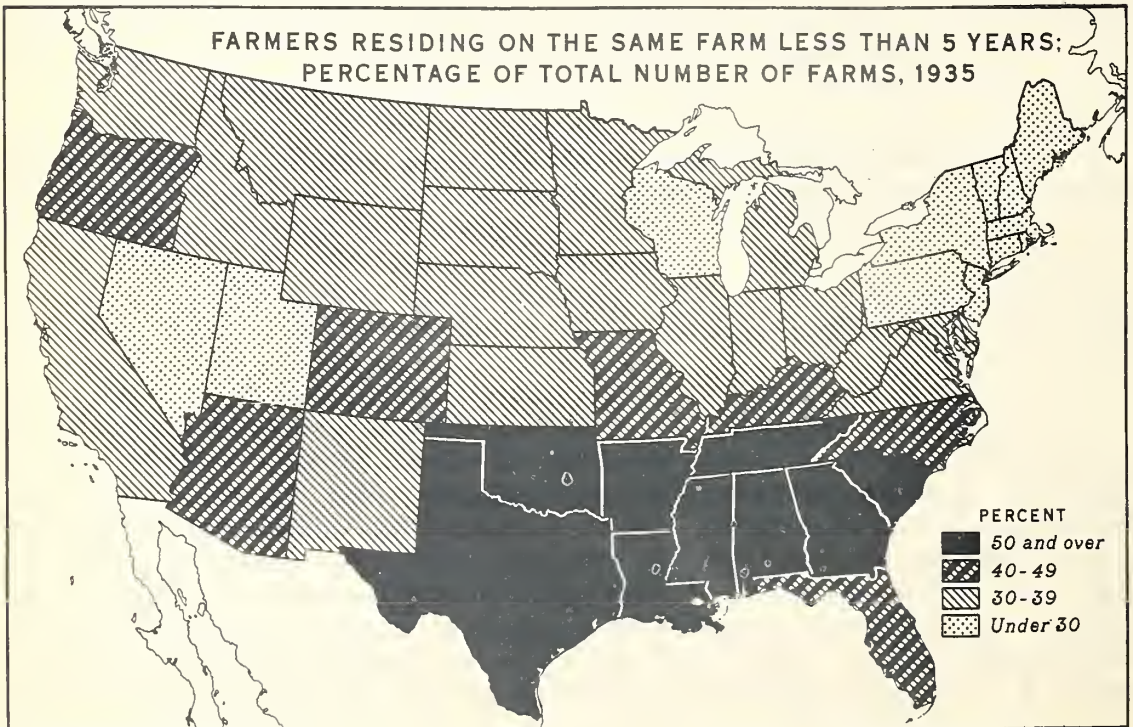 FARMERS RESIDING ON THE SAME FARM LESS THAN 5 YEARS;
PERCENTAGE OF TOTAL NUMBER OF FARMS, 1935
PERCENT
50 and over
40-49
30-39
Under 30